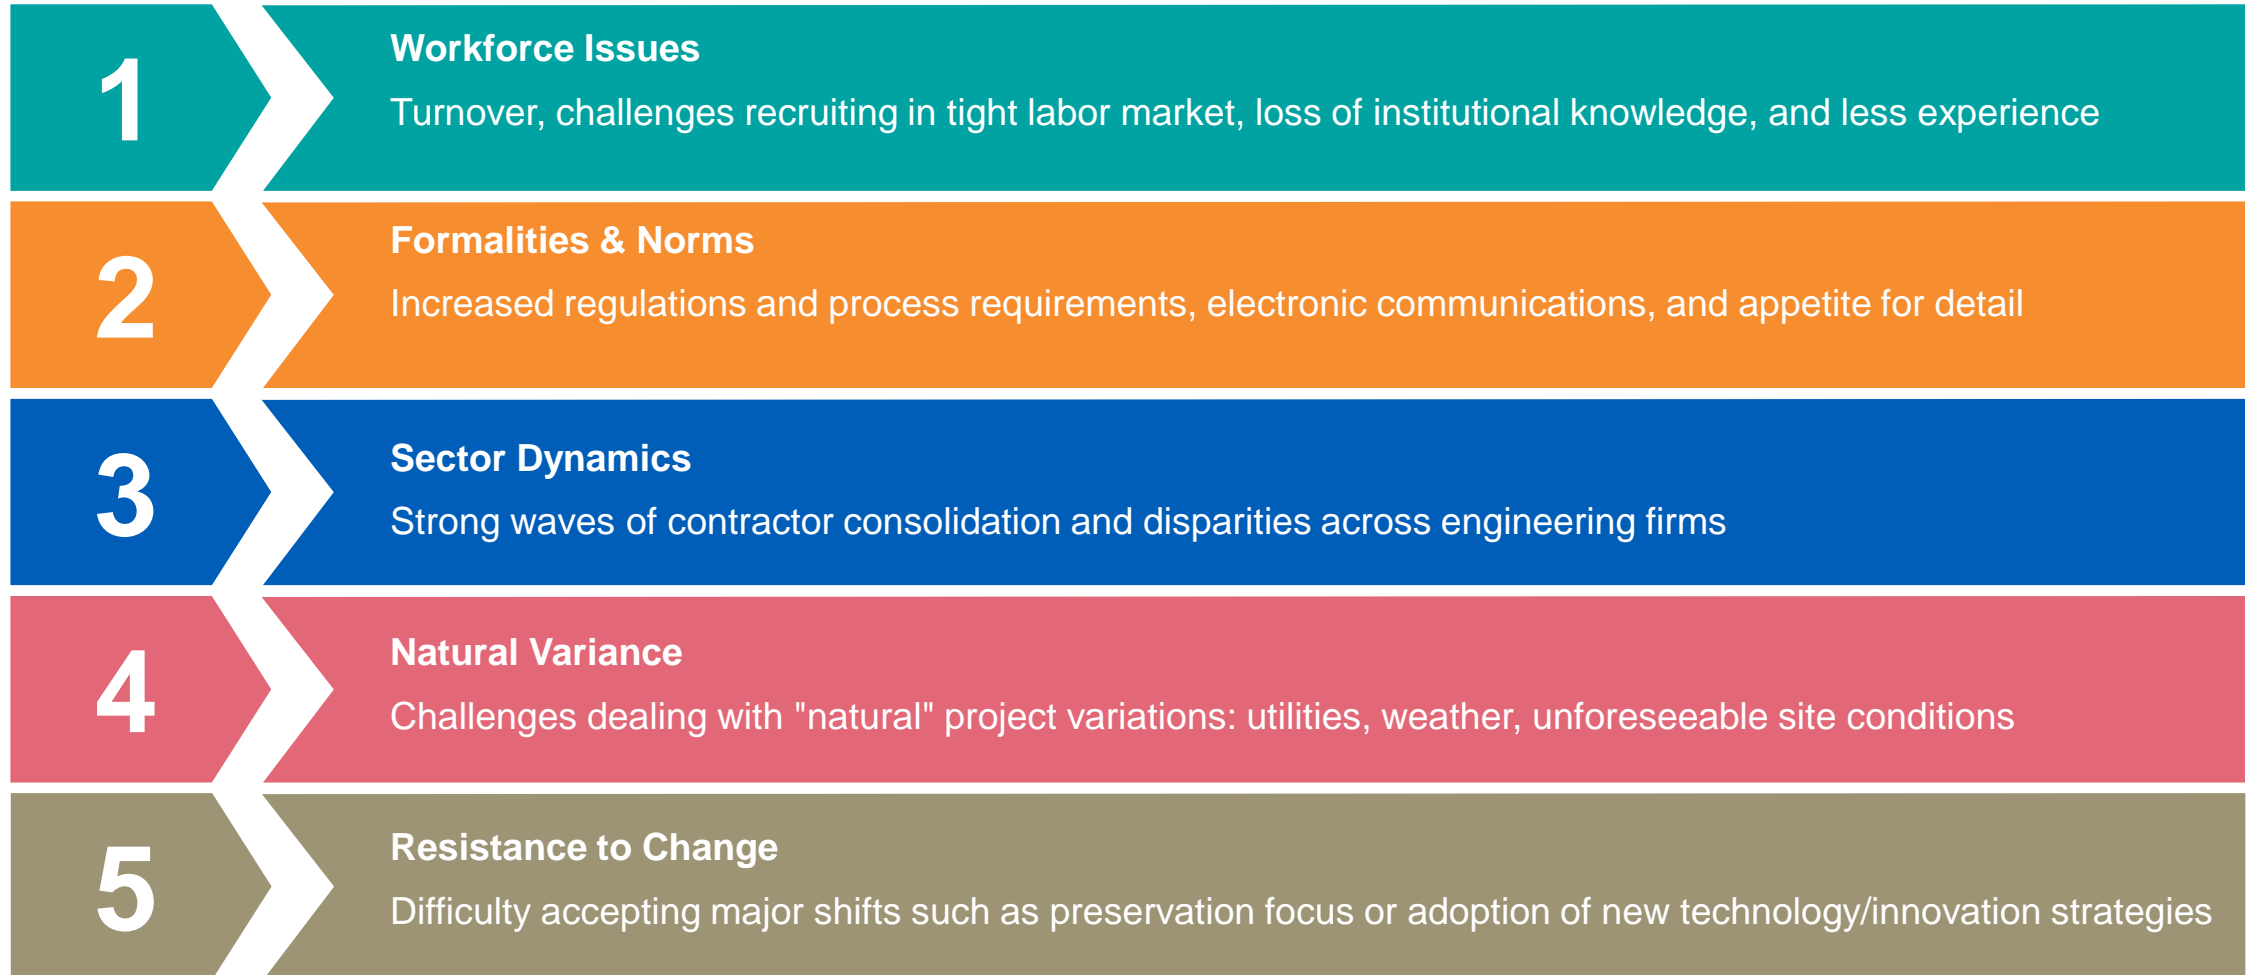 1
Workforce Issues
Turnover, challenges recruiting in tight labor market, loss of institutional knowledge, and less experience
2
Formalities & Norms
Increased regulations and process requirements, electronic communications, and appetite for detail
3
Sector Dynamics
Strong waves of contractor consolidation and disparities across engineering firms
4
Natural Variance
Challenges dealing with "natural" project variations: utilities, weather, unforeseeable site conditions
5
Resistance to Change
Difficulty accepting major shifts such as preservation focus or adoption of new technology/innovation strategies